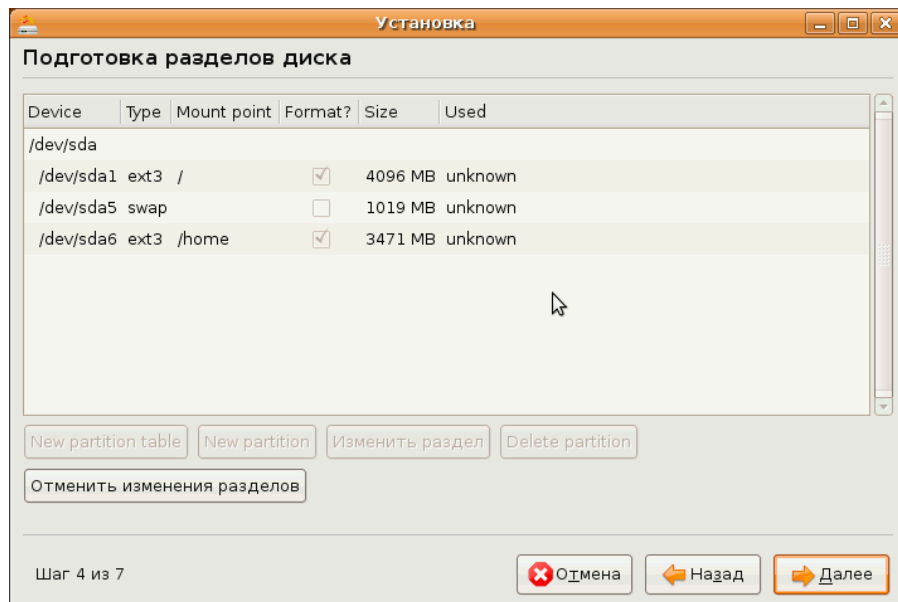 Установка
Подготовка разделов диска
Device Type Mount point Format? Size Used
/dev/sda
/dev/sda1 ext3 / 4096 MB unknown
/dev/sda5 swap 1019 MB unknown
/dev/sda6 ext3 /home 3471 MB unknown
New partition table New partition Изменить раздел Delete partition
Отменить изменения разделов
Шаг 4 из 7 Отмена Назад Далее